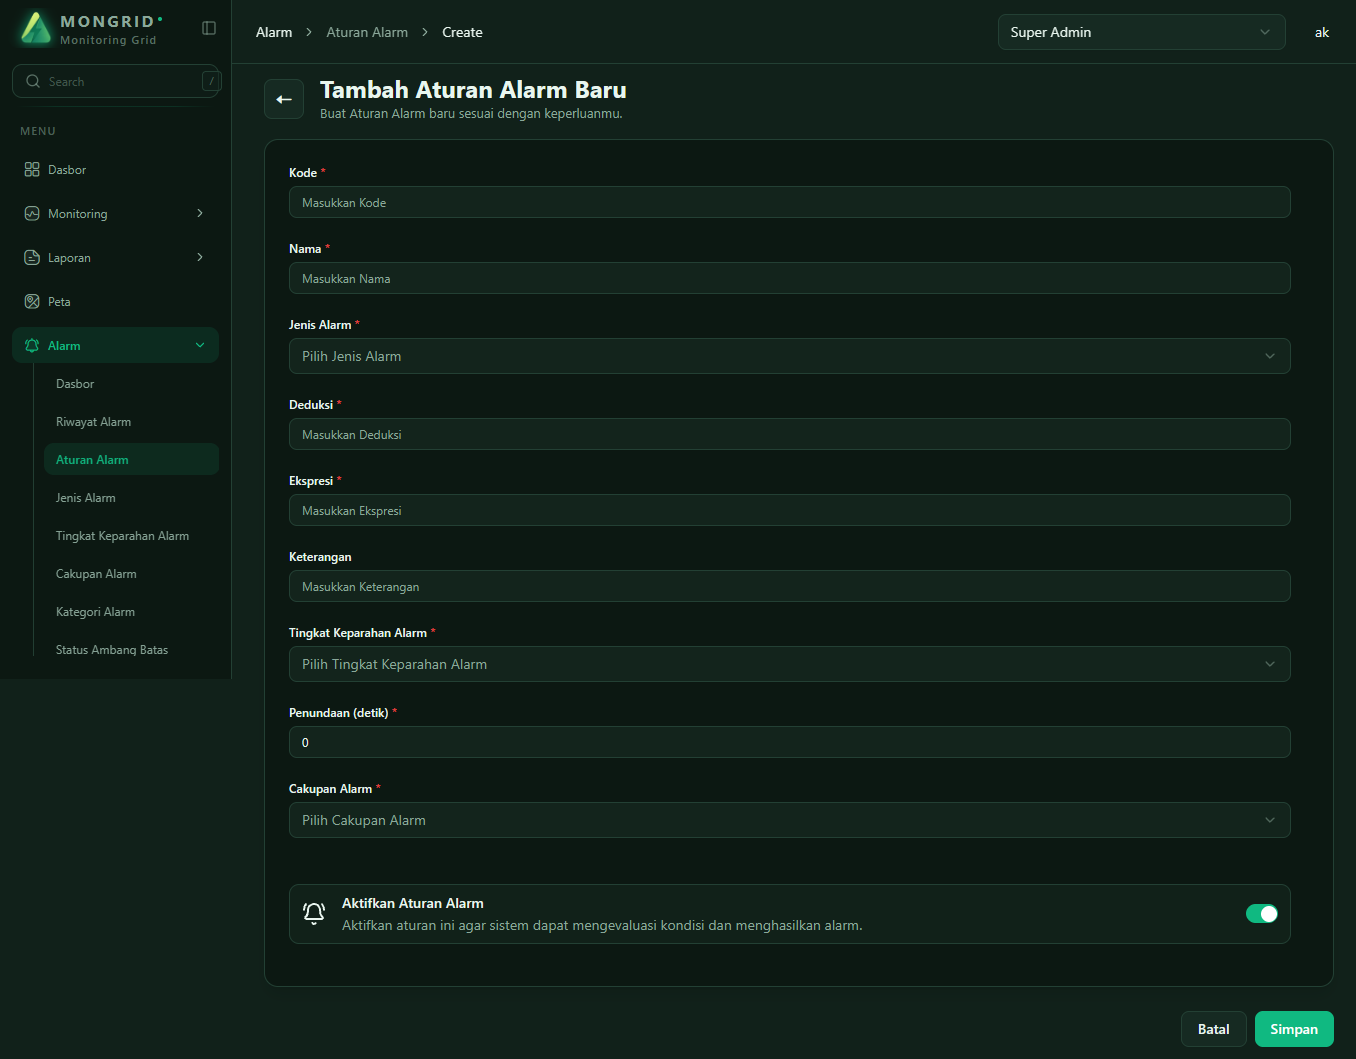 MONGRID
Monitoring Grid
Search /
MENU
Dasbor
Monitoring
Laporan
Peta
Alarm
Dasbor
Riwayat Alarm
Aturan Alarm
Jenis Alarm
Tingkat Keparahan Alarm
Cakupan Alarm
Kategori Alarm
Status Ambang Batas
Alarm > Aturan Alarm > Create
Super Admin
ak
Tambah Aturan Alarm Baru
Buat Aturan Alarm baru sesuai dengan keperluanmu.
Kode *
Masukkan Kode
Nama *
Masukkan Nama
Jenis Alarm *
Pilih Jenis Alarm
Deduksi *
Masukkan Deduksi
Ekspresi *
Masukkan Ekspresi
Keterangan
Masukkan Keterangan
Tingkat Keparahan Alarm *
Pilih Tingkat Keparahan Alarm
Penundaan (detik) *
0
Cakupan Alarm *
Pilih Cakupan Alarm
Aktifkan Aturan Alarm
Aktifkan aturan ini agar sistem dapat mengevaluasi kondisi dan menghasilkan alarm.
Batal
Simpan